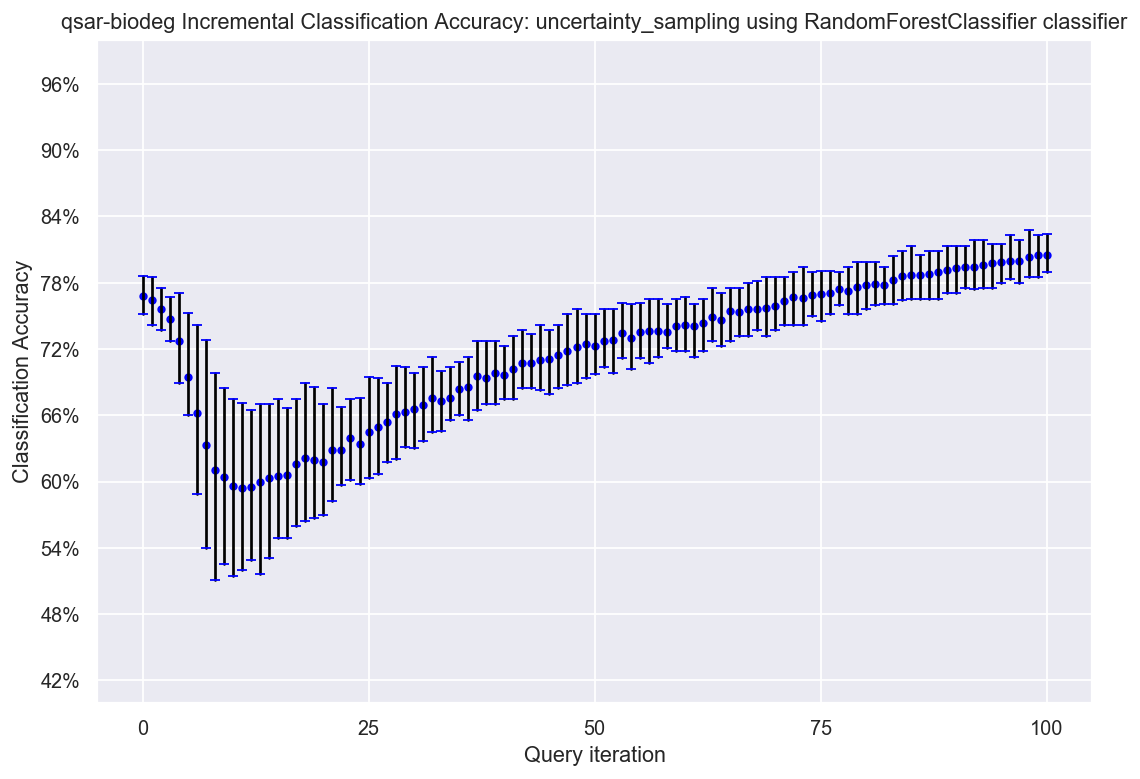 qsar-biodeg Incremental Classification Accuracy: uncertainty_sampling using RandomForestClassifier classifier
96%
90%
84%
78%
72%
66%
60%
54%
48%
42%
Classification Accuracy
0 25 50 75 100
Query iteration